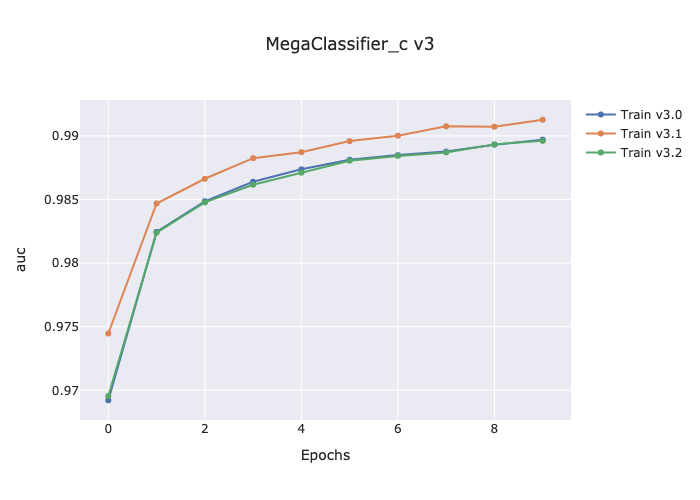 MegaClassifier_c v3
Train v3.0
Train v3.1
Train v3.2
0.99
0.985
0.98
0.975
0.97
auc
0 2 4 6 8
Epochs